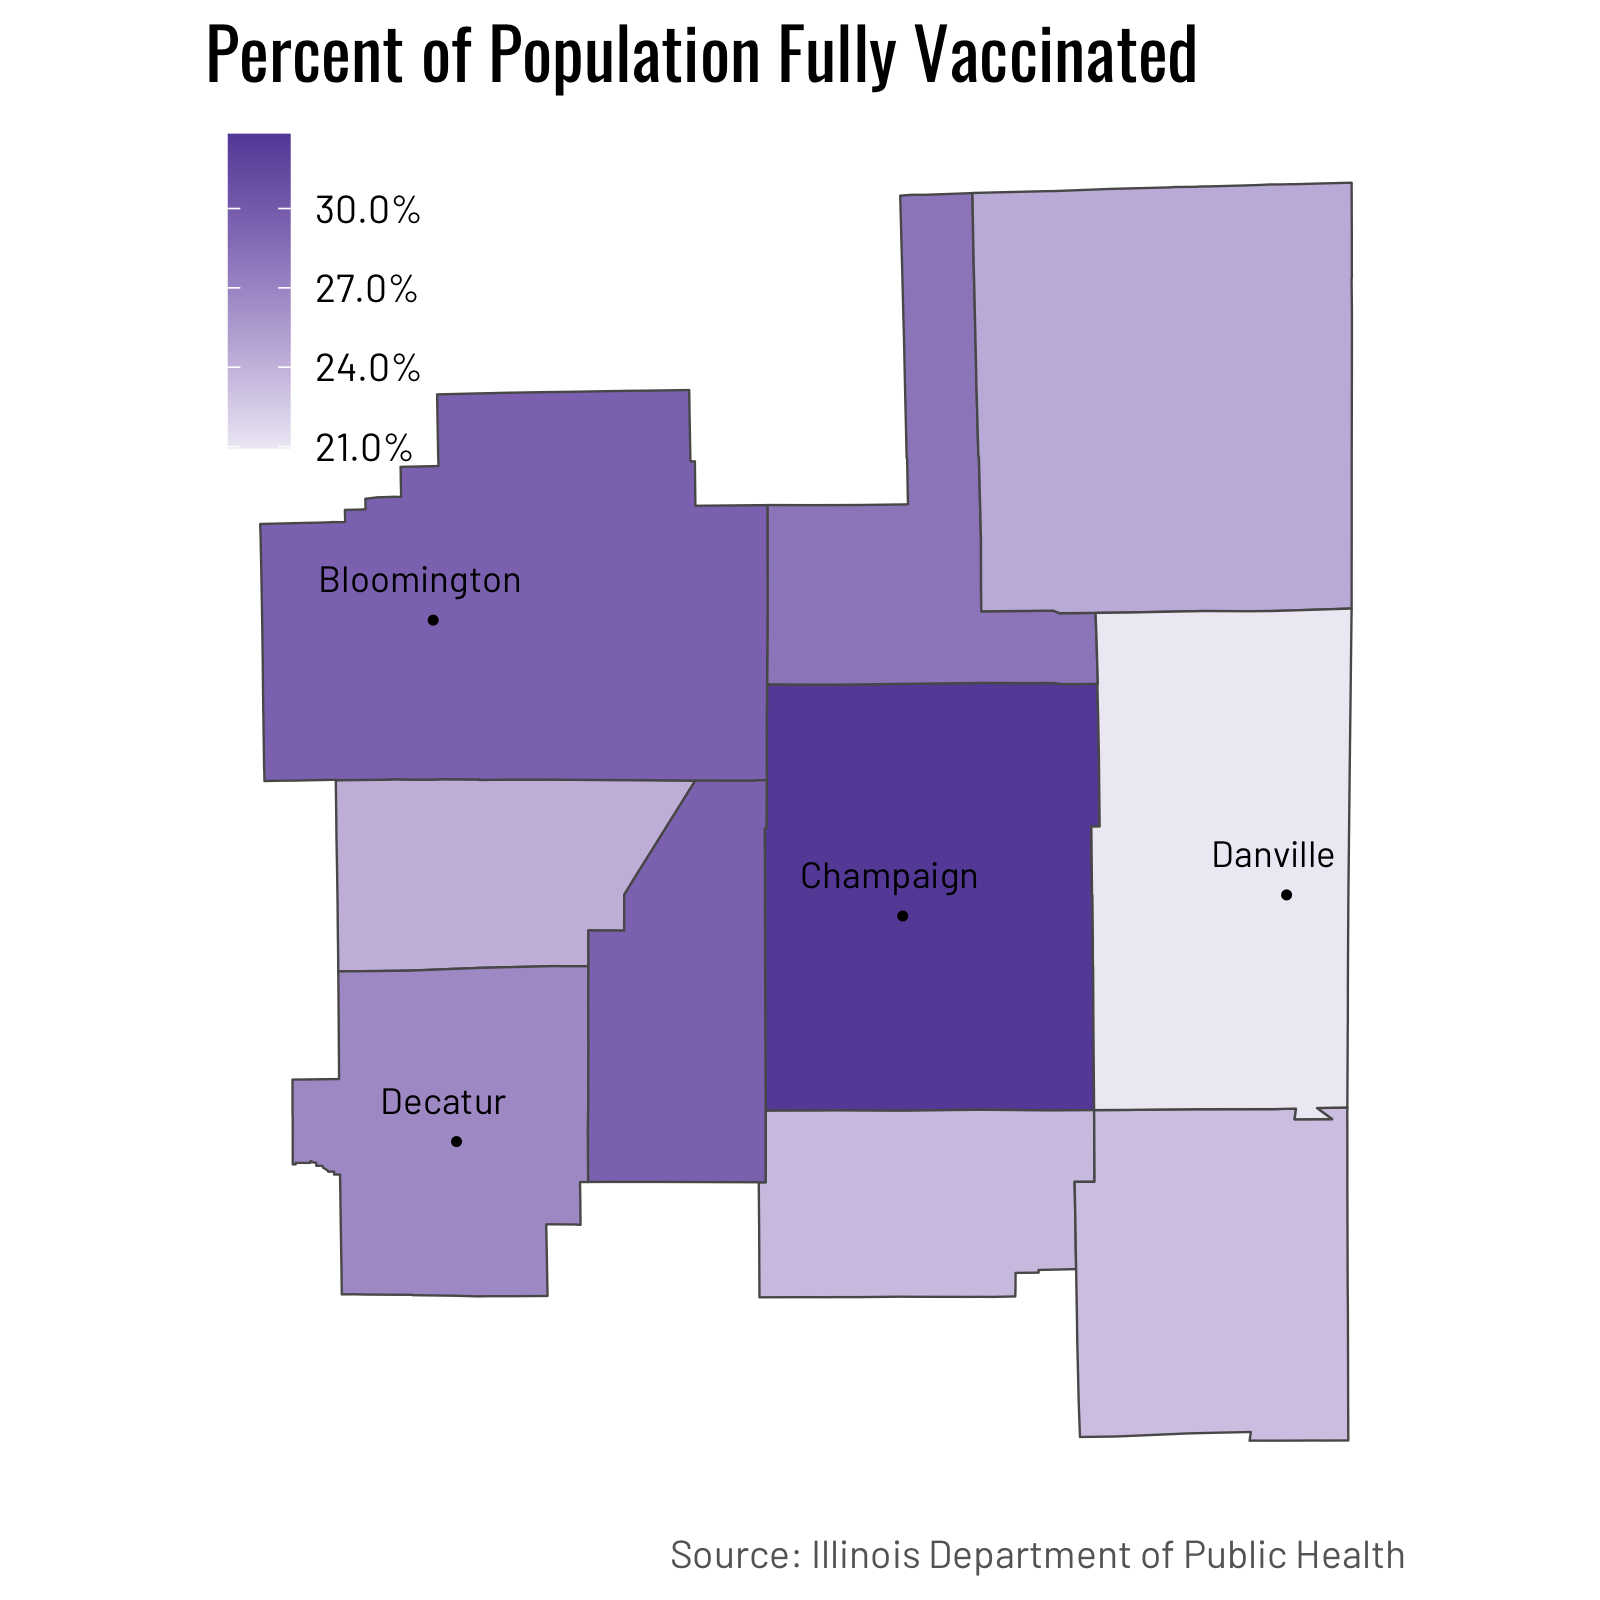 Percent of Population Fully Vaccinated
30.0%
27.0%
24.0%
21.0%
Bloomington
Danville
Champaign
Decatur
Source: Illinois Department of Public Health